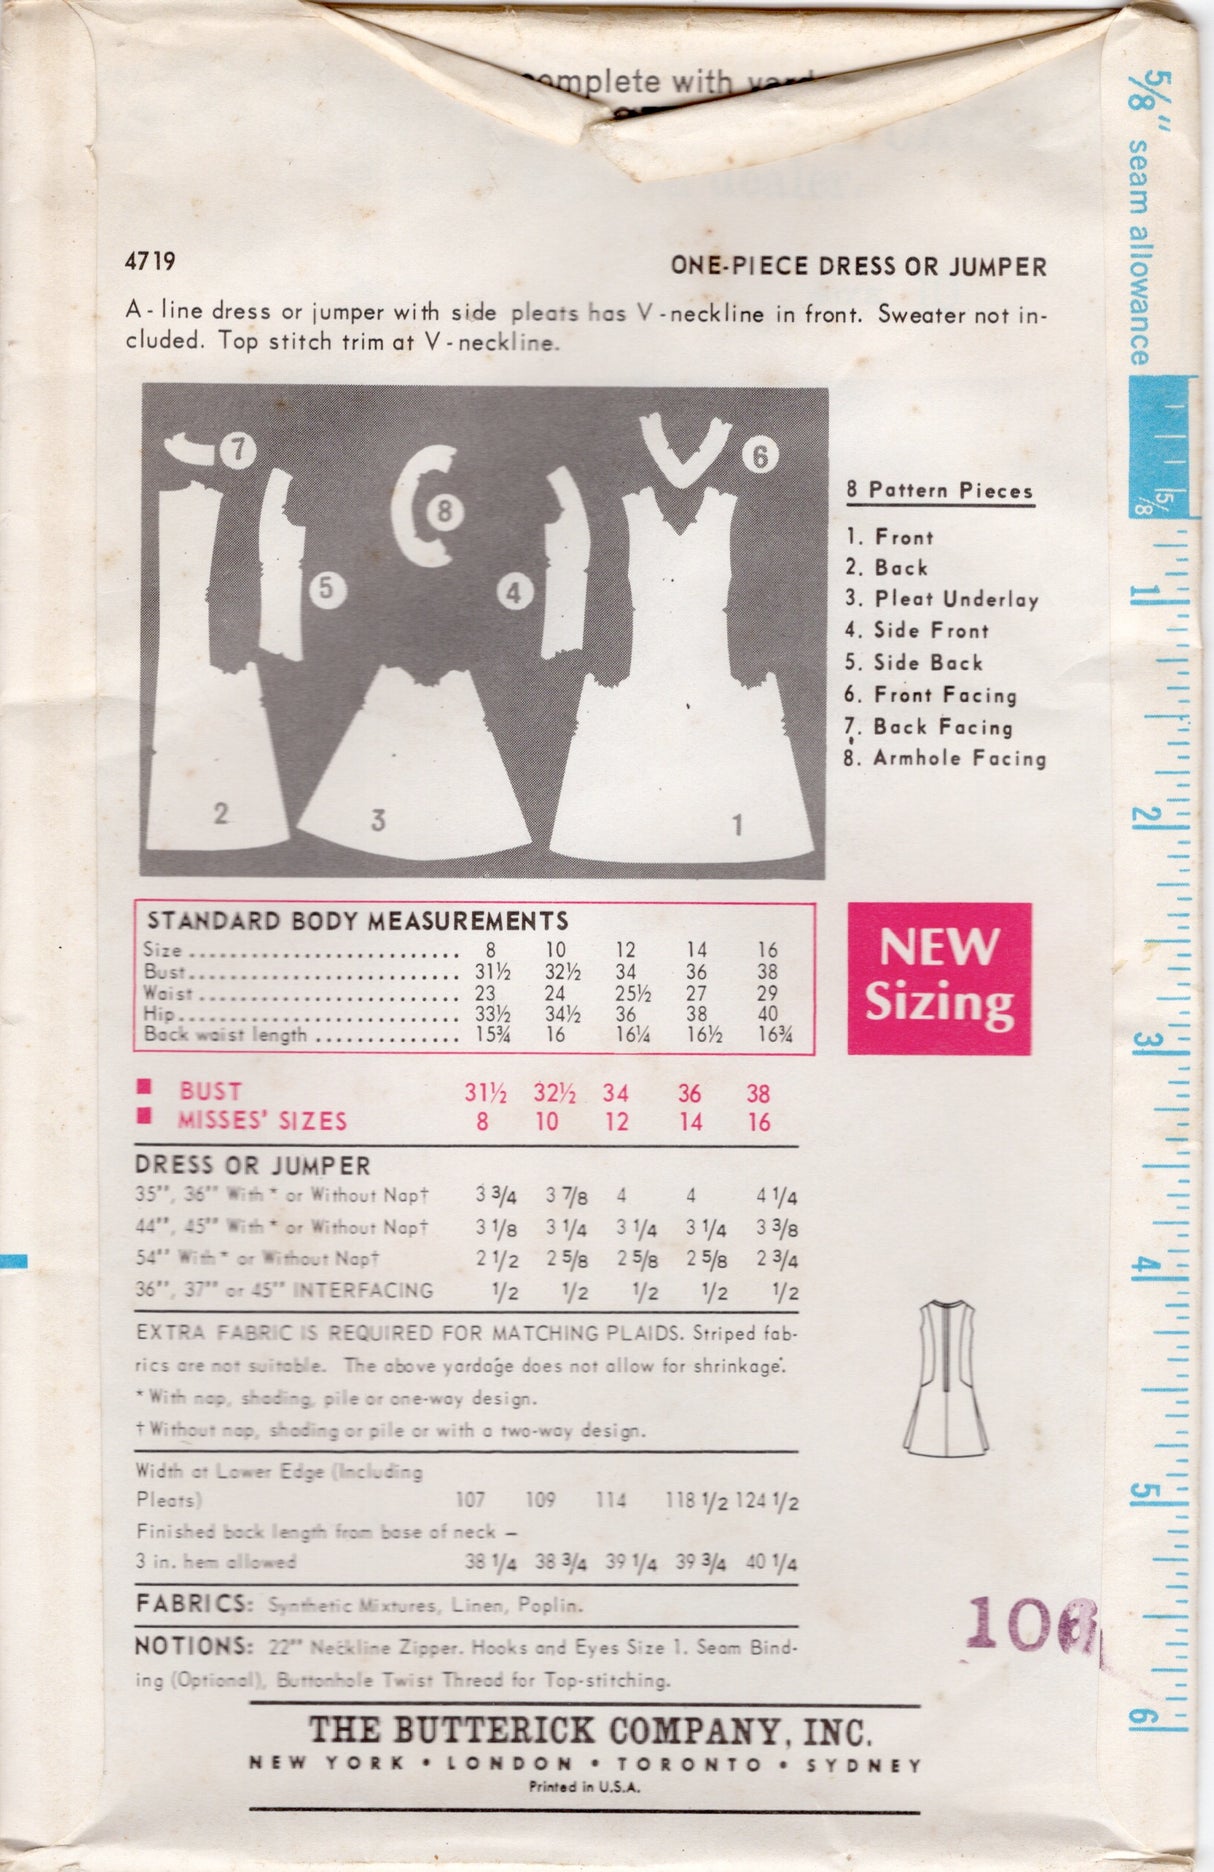 omplete with yard
5/8" seam allowance
4719
ONE-PIECE DRESS OR JUMPER
A-line dress or jumper with side pleats has V-neckline in front. Sweater not in-
cluded. Top stitch trim at V-neckline.
7
5
8
4
6
2
3
1
8 Pattern Pieces
1. Front
2. Back
3. Pleat Underlay
4. Side Front
5. Side Back
6. Front Facing
7. Back Facing
8. Armhole Facing
STANDARD BODY MEASUREMENTS
Size 8 10 12 14 16
Bust 31½ 32½ 34 36 38
Waist 23 24 25½ 27 29
Hip 33½ 34½ 36 38 40
Back waist length 15¾ 16 16¼ 16½ 16¾
NEW
Sizing
BUST 31½ 32½ 34 36 38
MISSES' SIZES 8 10 12 14 16
DRESS OR JUMPER
35", 36" With* or Without Nap† 3 3/4 3 7/8 4 4 4 1/4
44", 45" With* or Without Nap† 3 1/8 3 1/4 3 1/4 3 1/4 3 3/8
54" With* or Without Nap† 2 1/2 2 5/8 2 5/8 2 5/8 2 3/4
36", 37" or 45" INTERFACING 1/2 1/2 1/2 1/2 1/2
EXTRA FABRIC IS REQUIRED FOR MATCHING PLAIDS. Striped fab-
rics are not suitable. The above yardage does not allow for shrinkage.
*With nap, shading, pile or one-way design.
†Without nap, shading or pile or with a two-way design.
Width at Lower Edge (Including
Pleats) 107 109 114 118 1/2 124 1/2
Finished back length from base of neck —
3 in. hem allowed 38 1/4 38 3/4 39 1/4 39 3/4 40 1/4
FABRICS: Synthetic Mixtures, Linen, Poplin.
NOTIONS: 22" Neckline Zipper. Hooks and Eyes Size 1. Seam Bind-
ing (Optional), Buttonhole Twist Thread for Top-stitching.
THE BUTTERICK COMPANY, INC.
NEW YORK • LONDON • TORONTO • SYDNEY
Printed in U.S.A.
5/8
1
2
3
4
5
6